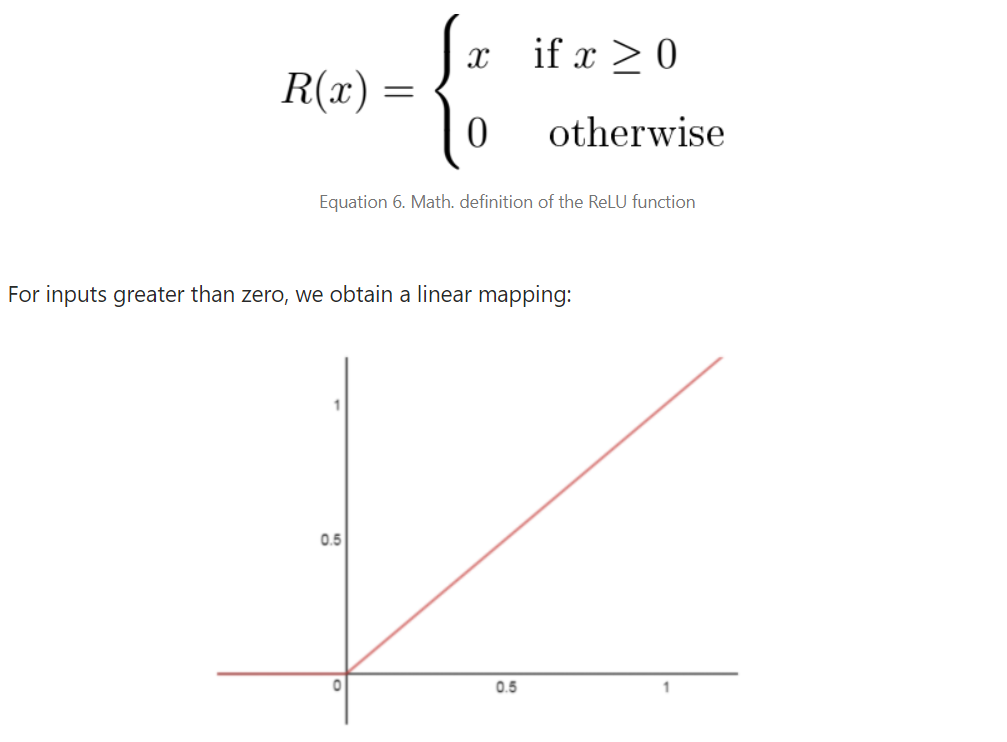 R(x) = { x if x ≥ 0
0 otherwise
Equation 6. Math. definition of the ReLU function
For inputs greater than zero, we obtain a linear mapping:
1
0.5
0 0.5 1